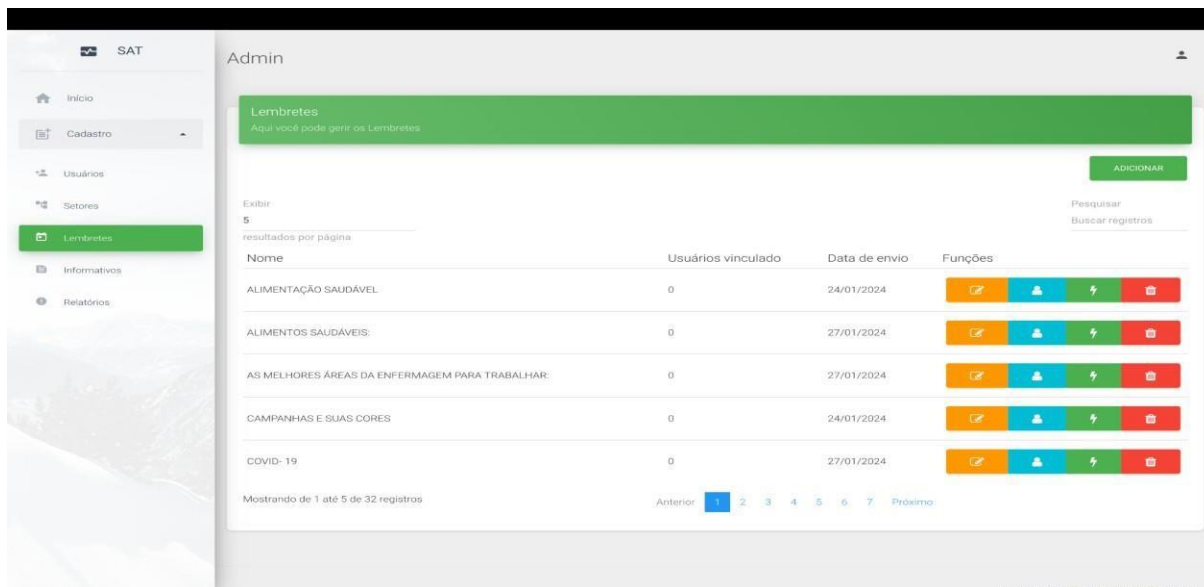 SAT
Início
Cadastro
Usuários
Setores
Lembretes
Informativos
Relatórios
Admin
Lembretes
Aqui você pode gerir os Lembretes
ADICIONAR
Exibir
5
resultados por página
Pesquisar
Buscar registros
Nome Usuários vinculado Data de envio Funções
ALIMENTAÇÃO SAUDÁVEL 0 24/01/2024
ALIMENTOS SAUDÁVEIS: 0 27/01/2024
AS MELHORES ÁREAS DA ENFERMAGEM PARA TRABALHAR: 0 27/01/2024
CAMPANHAS E SUAS CORES 0 24/01/2024
COVID- 19 0 27/01/2024
Mostrando de 1 até 5 de 32 registros
Anterior 1 2 3 4 5 6 7 Próximo